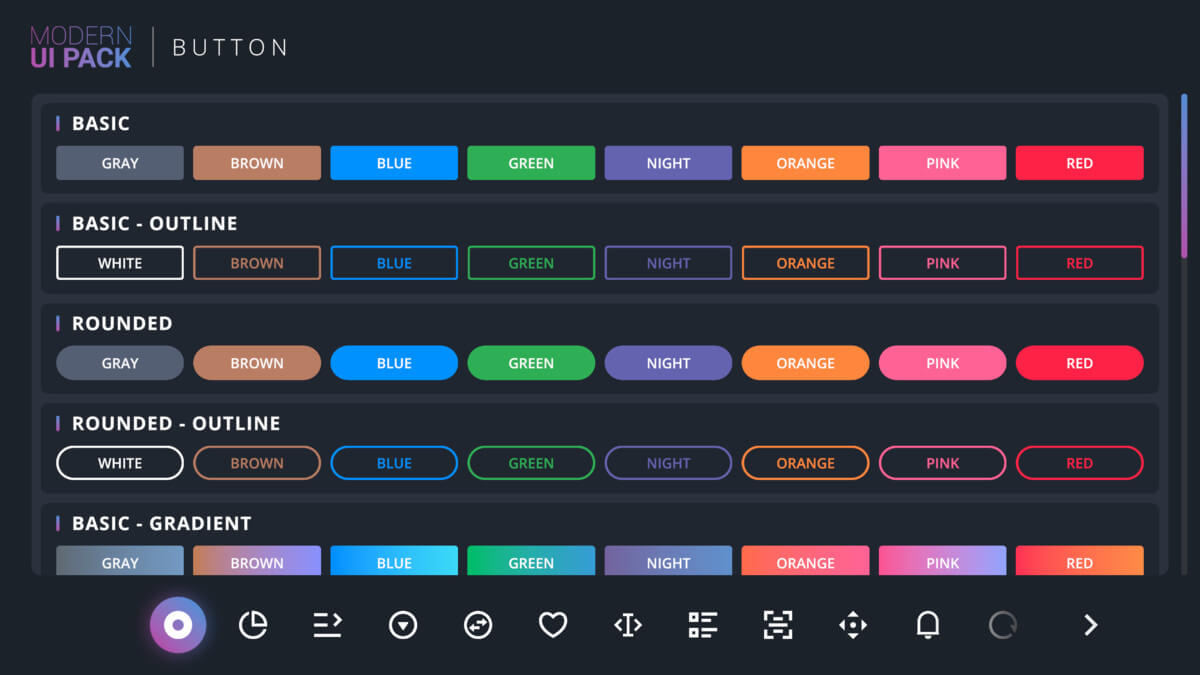 MODERN
UI PACK
BUTTON
BASIC
GRAY BROWN BLUE GREEN NIGHT ORANGE PINK RED
BASIC - OUTLINE
WHITE BROWN BLUE GREEN NIGHT ORANGE PINK RED
ROUNDED
GRAY BROWN BLUE GREEN NIGHT ORANGE PINK RED
ROUNDED - OUTLINE
WHITE BROWN BLUE GREEN NIGHT ORANGE PINK RED
BASIC - GRADIENT
GRAY BROWN BLUE GREEN NIGHT ORANGE PINK RED